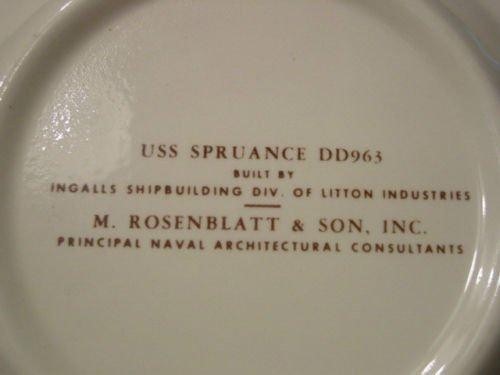 USS SPRUANCE DD963
BUILT BY
INGALLS SHIPBUILDING DIV. OF LITTON INDUSTRIES
M. ROSENBLATT & SON, INC.
PRINCIPAL NAVAL ARCHITECTURAL CONSULTANTS